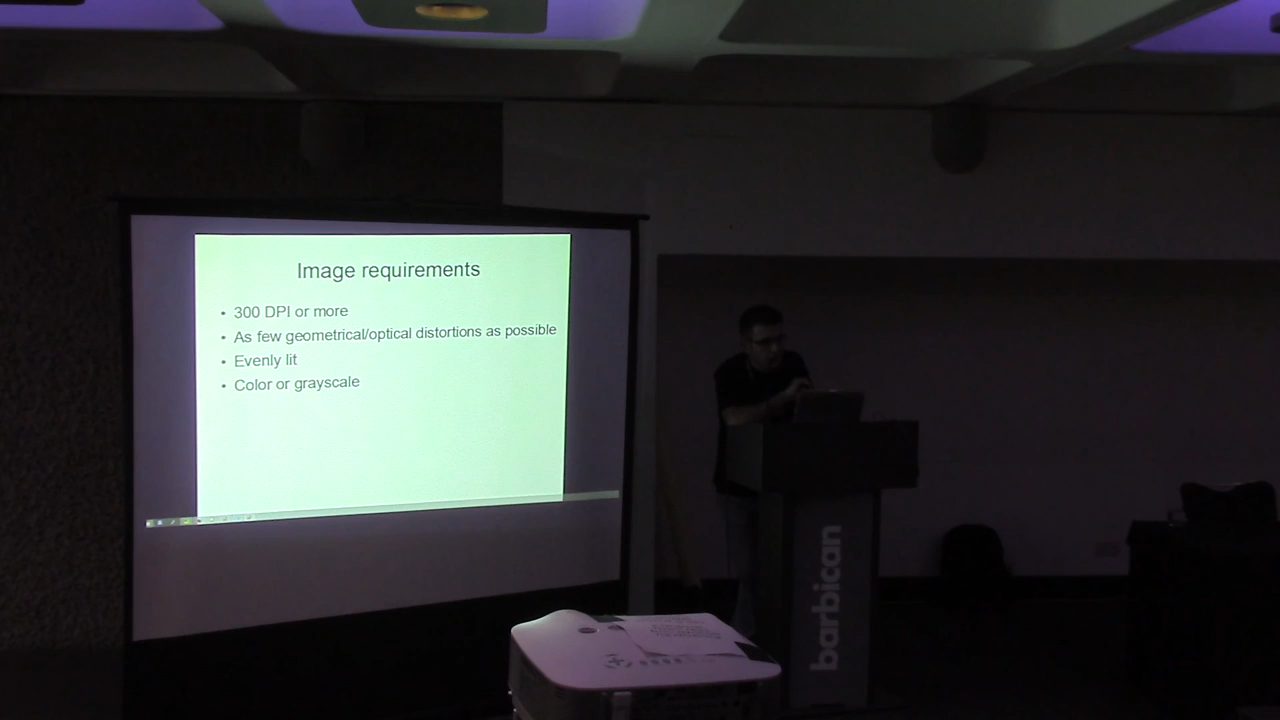 Image requirements
• 300 DPI or more
• As few geometrical/optical distortions as possible
• Evenly lit
• Color or grayscale
barbican